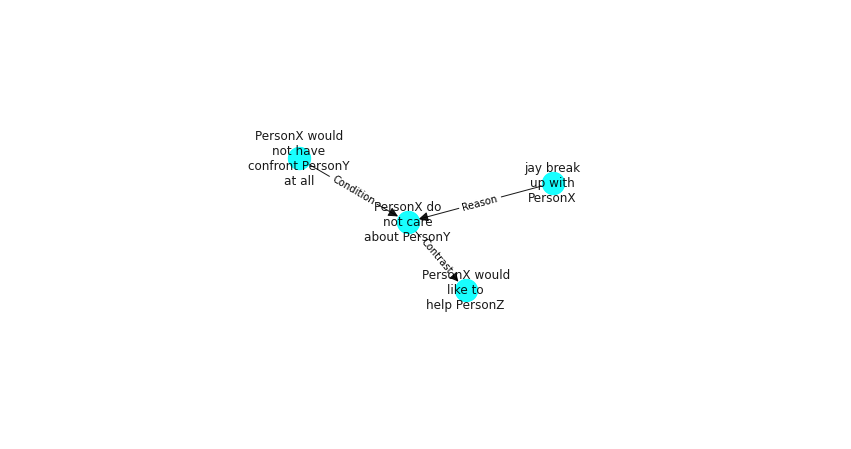 PersonX would
not have
confront PersonY
at all
jay break
up with
PersonX
Condition
Reason
PersonX do
not care
about PersonY
Contrast
PersonX would
like to
help PersonZ